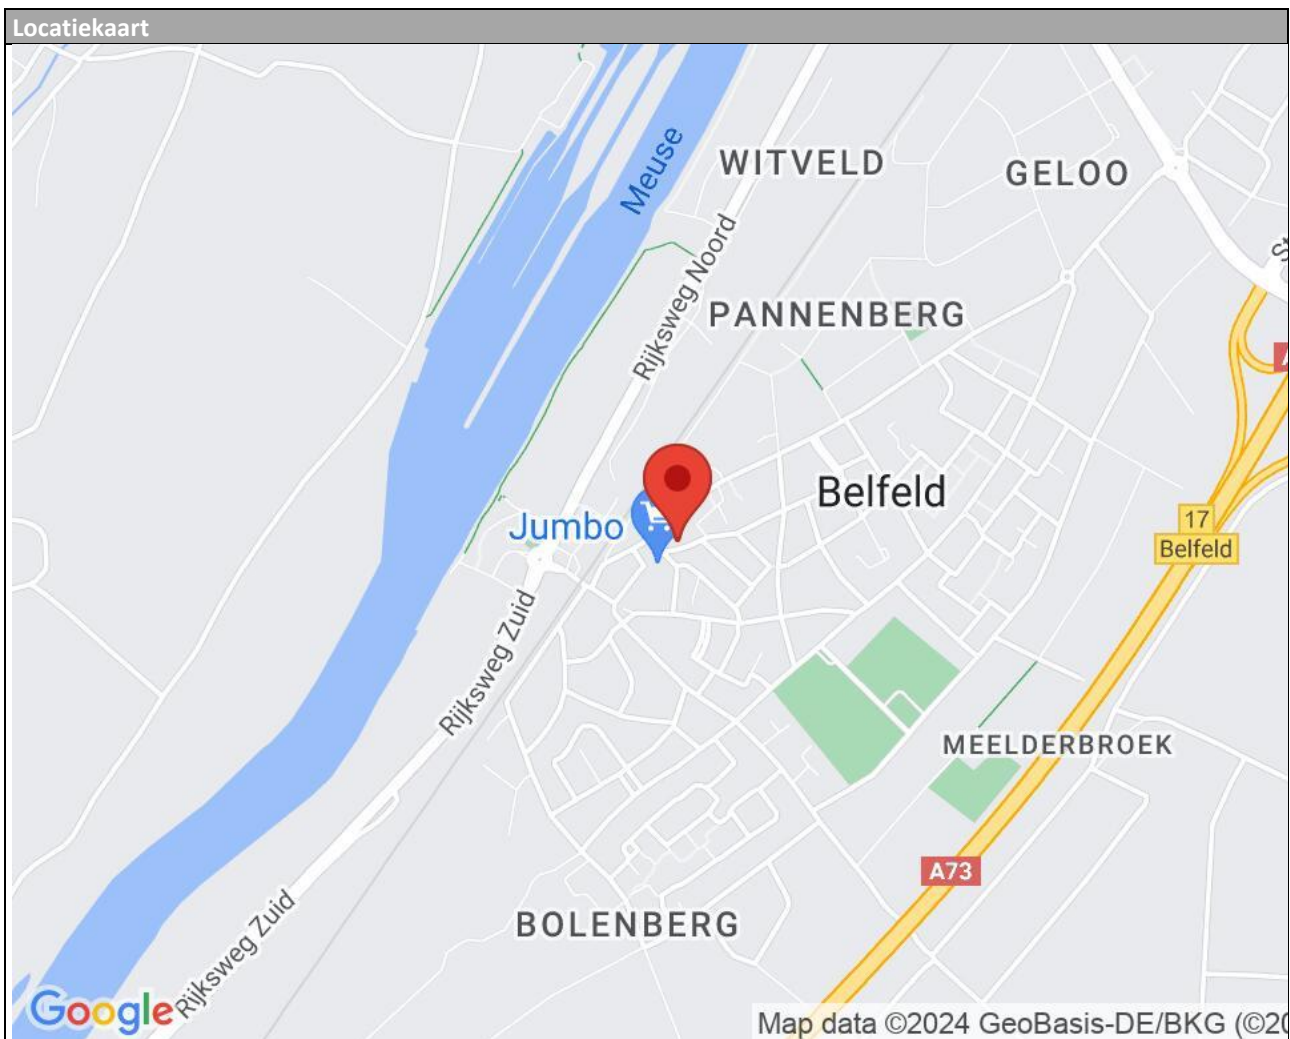 Locatiekaart
Meuse
WITVELD
GELOO
Rijksweg Noord
PANNENBERG
Belfeld
Jumbo
17
Belfeld
Rijksweg Zuid
MEELDERBROEK
A73
BOLENBERG
Rijksweg Zuid
Google
Map data ©2024 GeoBasis-DE/BKG (©20